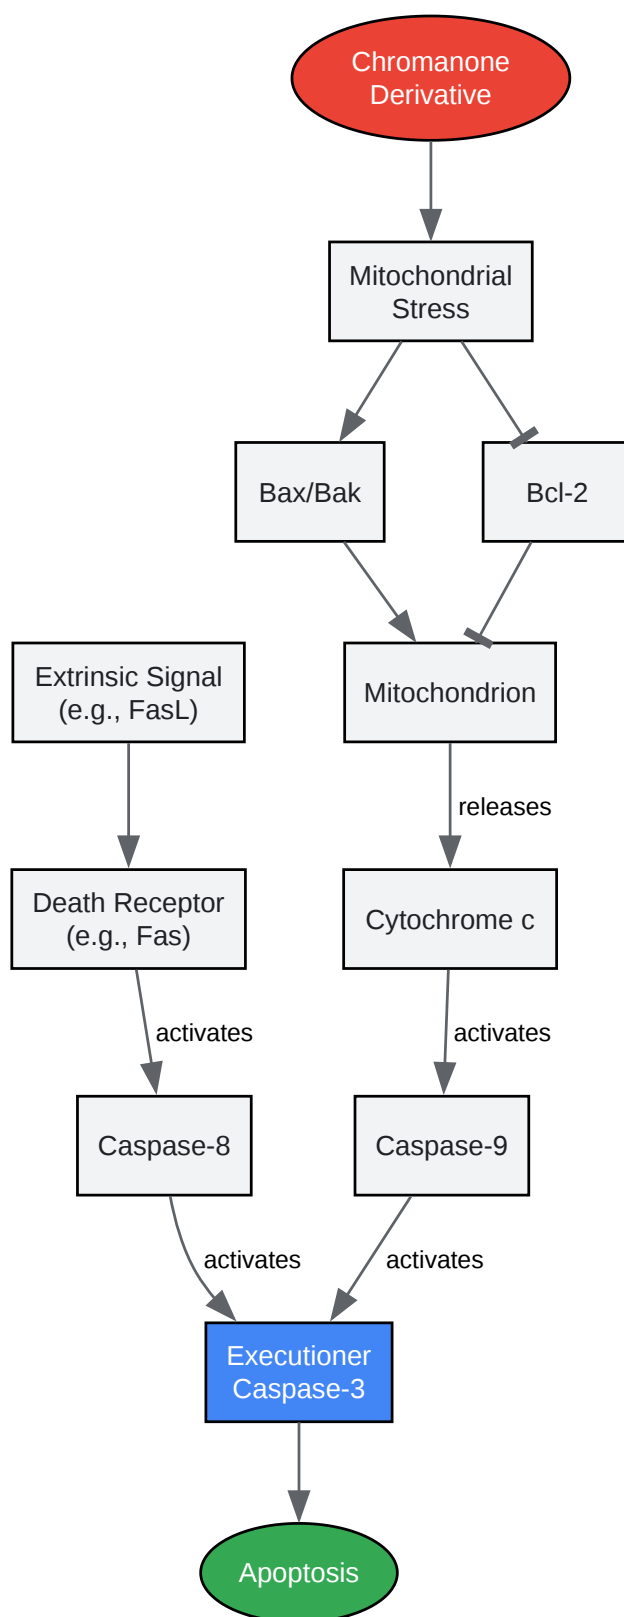 Chromanone
Derivative
Mitochondrial
Stress
Bax/Bak
Bcl-2
Extrinsic Signal
(e.g., FasL)
Mitochondrion
releases
Death Receptor
(e.g., Fas)
Cytochrome c
activates
activates
Caspase-8
Caspase-9
activates
activates
Executioner
Caspase-3
Apoptosis